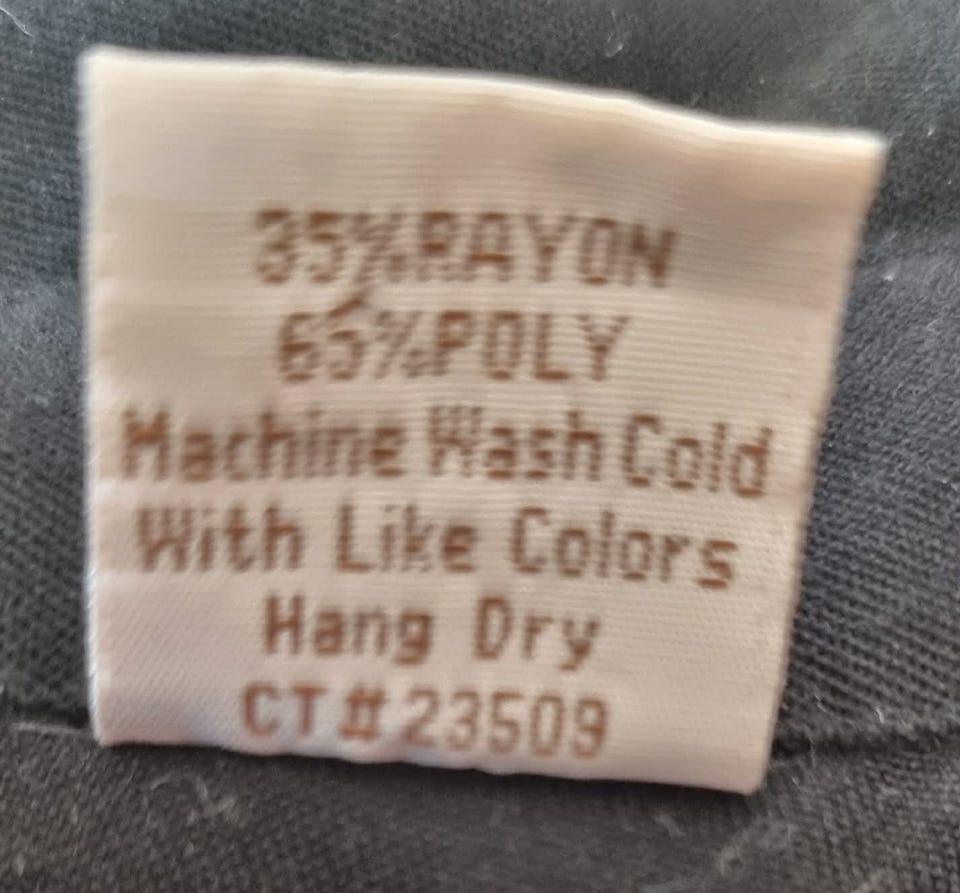 35%RAYON
65%POLY
Machine Wash Cold
With Like Colors
Hang Dry
CT#23509